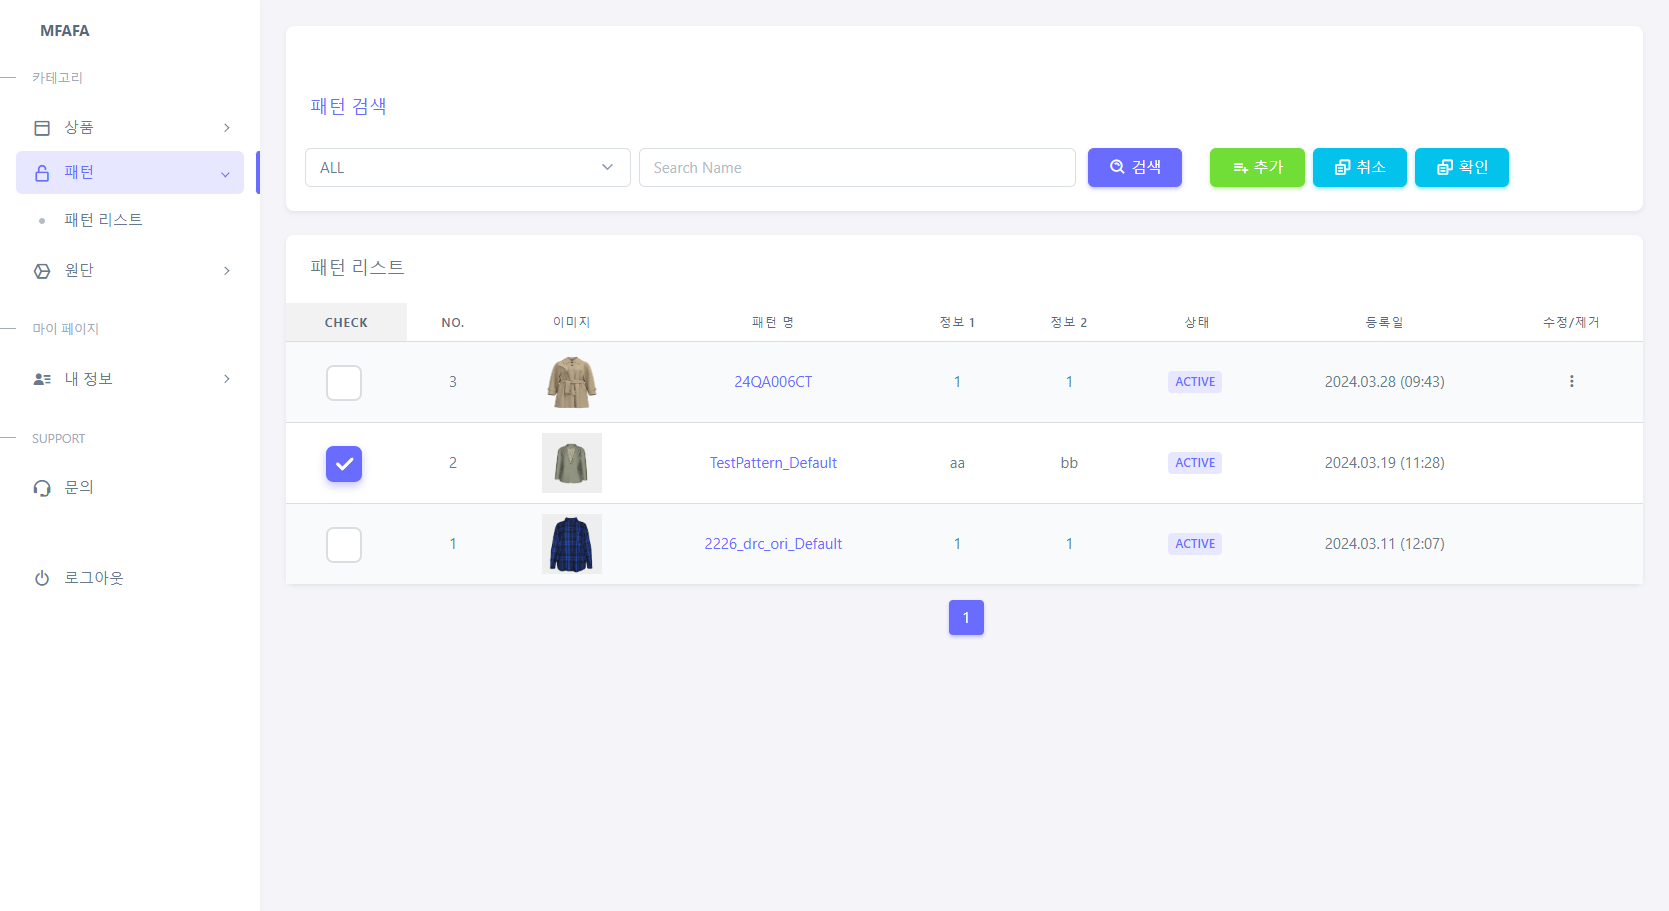 MFAFA
카테고리
상품
패턴
패턴 리스트
원단
마이 페이지
내 정보
SUPPORT
문의
로그아웃
패턴 검색
ALL
Search Name
검색
추가
취소
확인
패턴 리스트
CHECK NO. 이미지 패턴 명 정보 1 정보 2 상태 등록일 수정/제거
3 24QA006CT 1 1 ACTIVE 2024.03.28 (09:43)
2 TestPattern_Default aa bb ACTIVE 2024.03.19 (11:28)
1 2226_drc_ori_Default 1 1 ACTIVE 2024.03.11 (12:07)
1